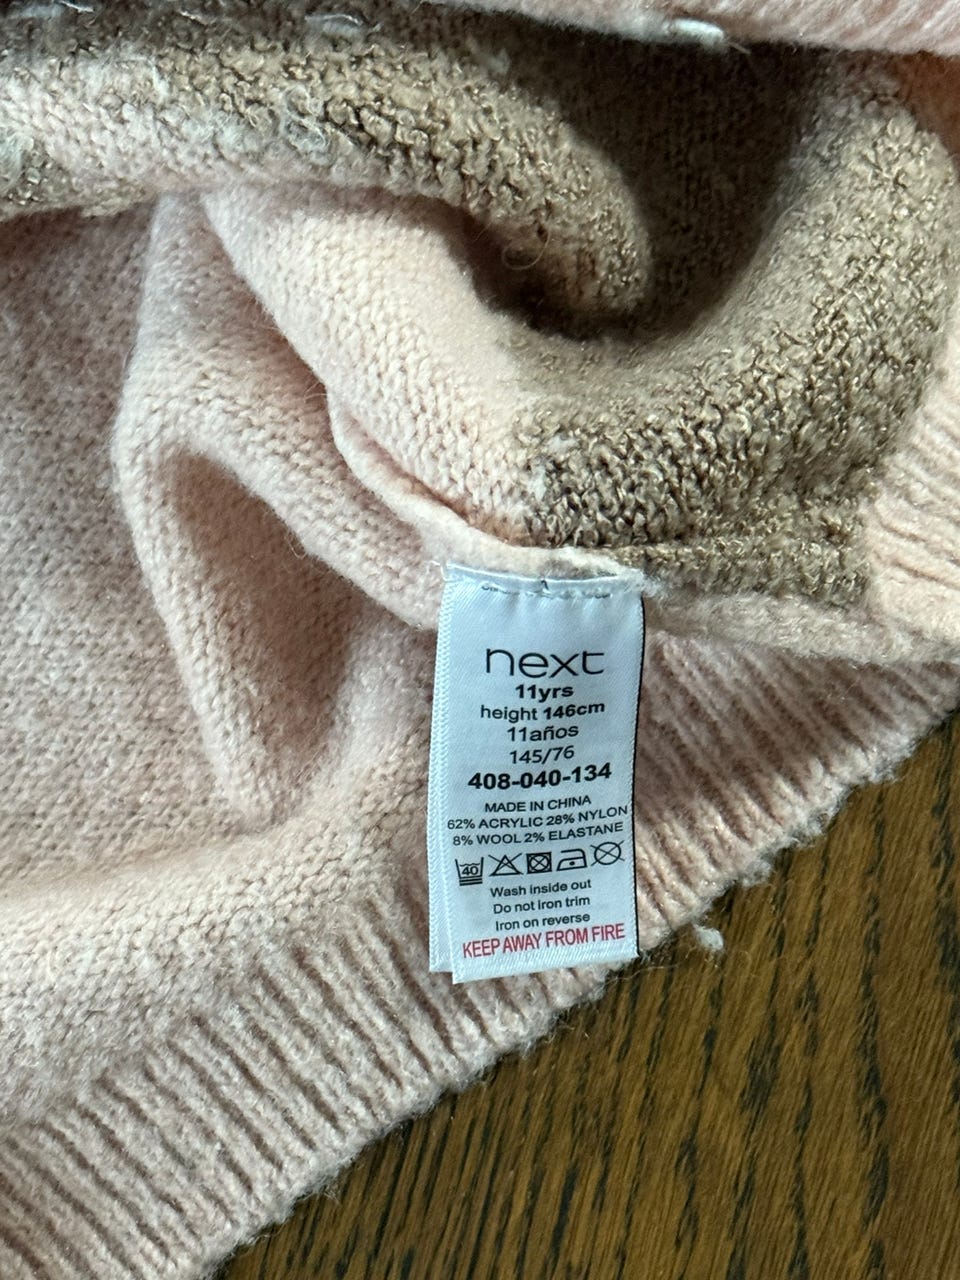 next
11yrs
height 146cm
11años
145/76
408-040-134
MADE IN CHINA
62% ACRYLIC 28% NYLON
8% WOOL 2% ELASTANE
40
Wash inside out
Do not iron trim
Iron on reverse
KEEP AWAY FROM FIRE